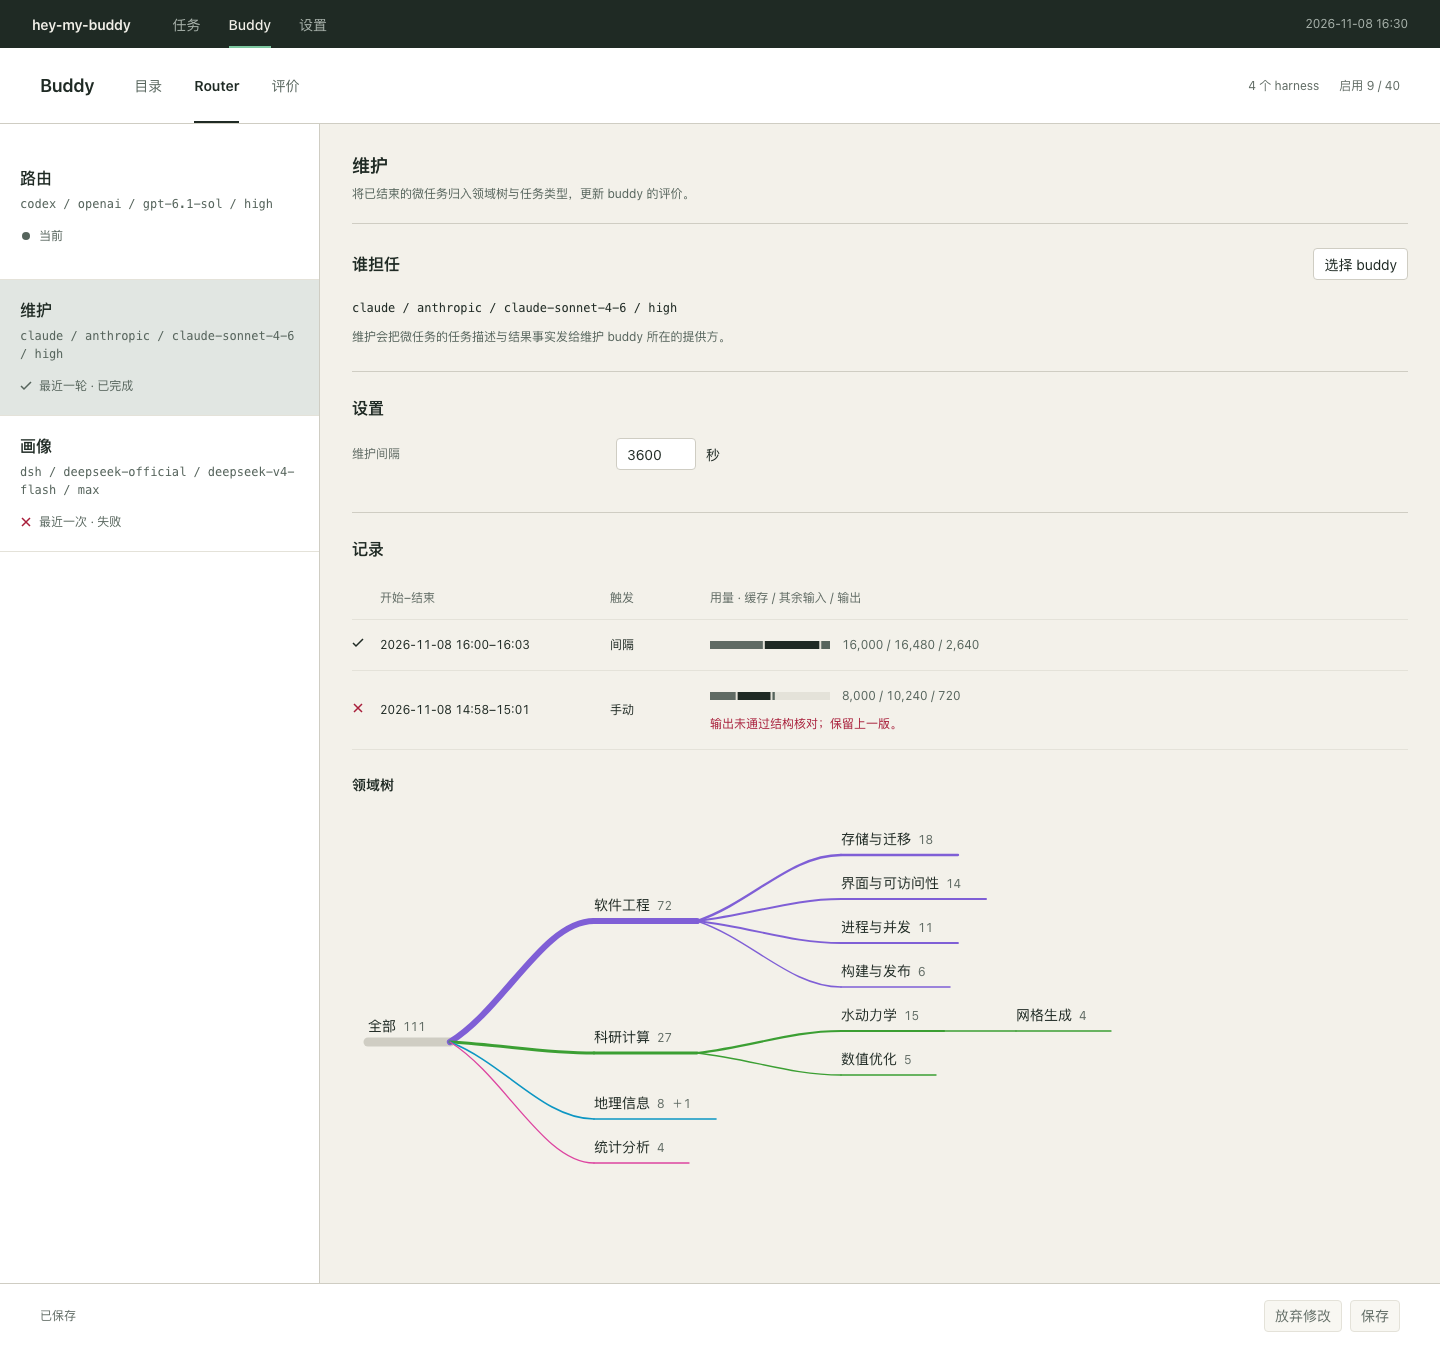 hey-my-buddy 任务 Buddy 设置 2026-11-08 16:30
Buddy 目录 Router 评价 4 个 harness 启用 9 / 40
路由
codex / openai / gpt-6.1-sol / high
当前
维护
claude / anthropic / claude-sonnet-4-6
/ high
最近一轮 · 已完成
画像
dsh / deepseek-official / deepseek-v4-
flash / max
最近一次 · 失败
维护
将已结束的微任务归入领域树与任务类型，更新 buddy 的评价。
谁担任 选择 buddy
claude / anthropic / claude-sonnet-4-6 / high
维护会把微任务的任务描述与结果事实发给维护 buddy 所在的提供方。
设置
维护间隔 3600 秒
记录
开始–结束 触发 用量 · 缓存 / 其余输入 / 输出
2026-11-08 16:00–16:03 间隔 16,000 / 16,480 / 2,640
2026-11-08 14:58–15:01 手动 8,000 / 10,240 / 720
输出未通过结构核对；保留上一版。
领域树
存储与迁移 18
界面与可访问性 14
软件工程 72
进程与并发 11
构建与发布 6
水动力学 15 网格生成 4
全部 111
科研计算 27
数值优化 5
地理信息 8 +1
统计分析 4
已保存 放弃修改 保存